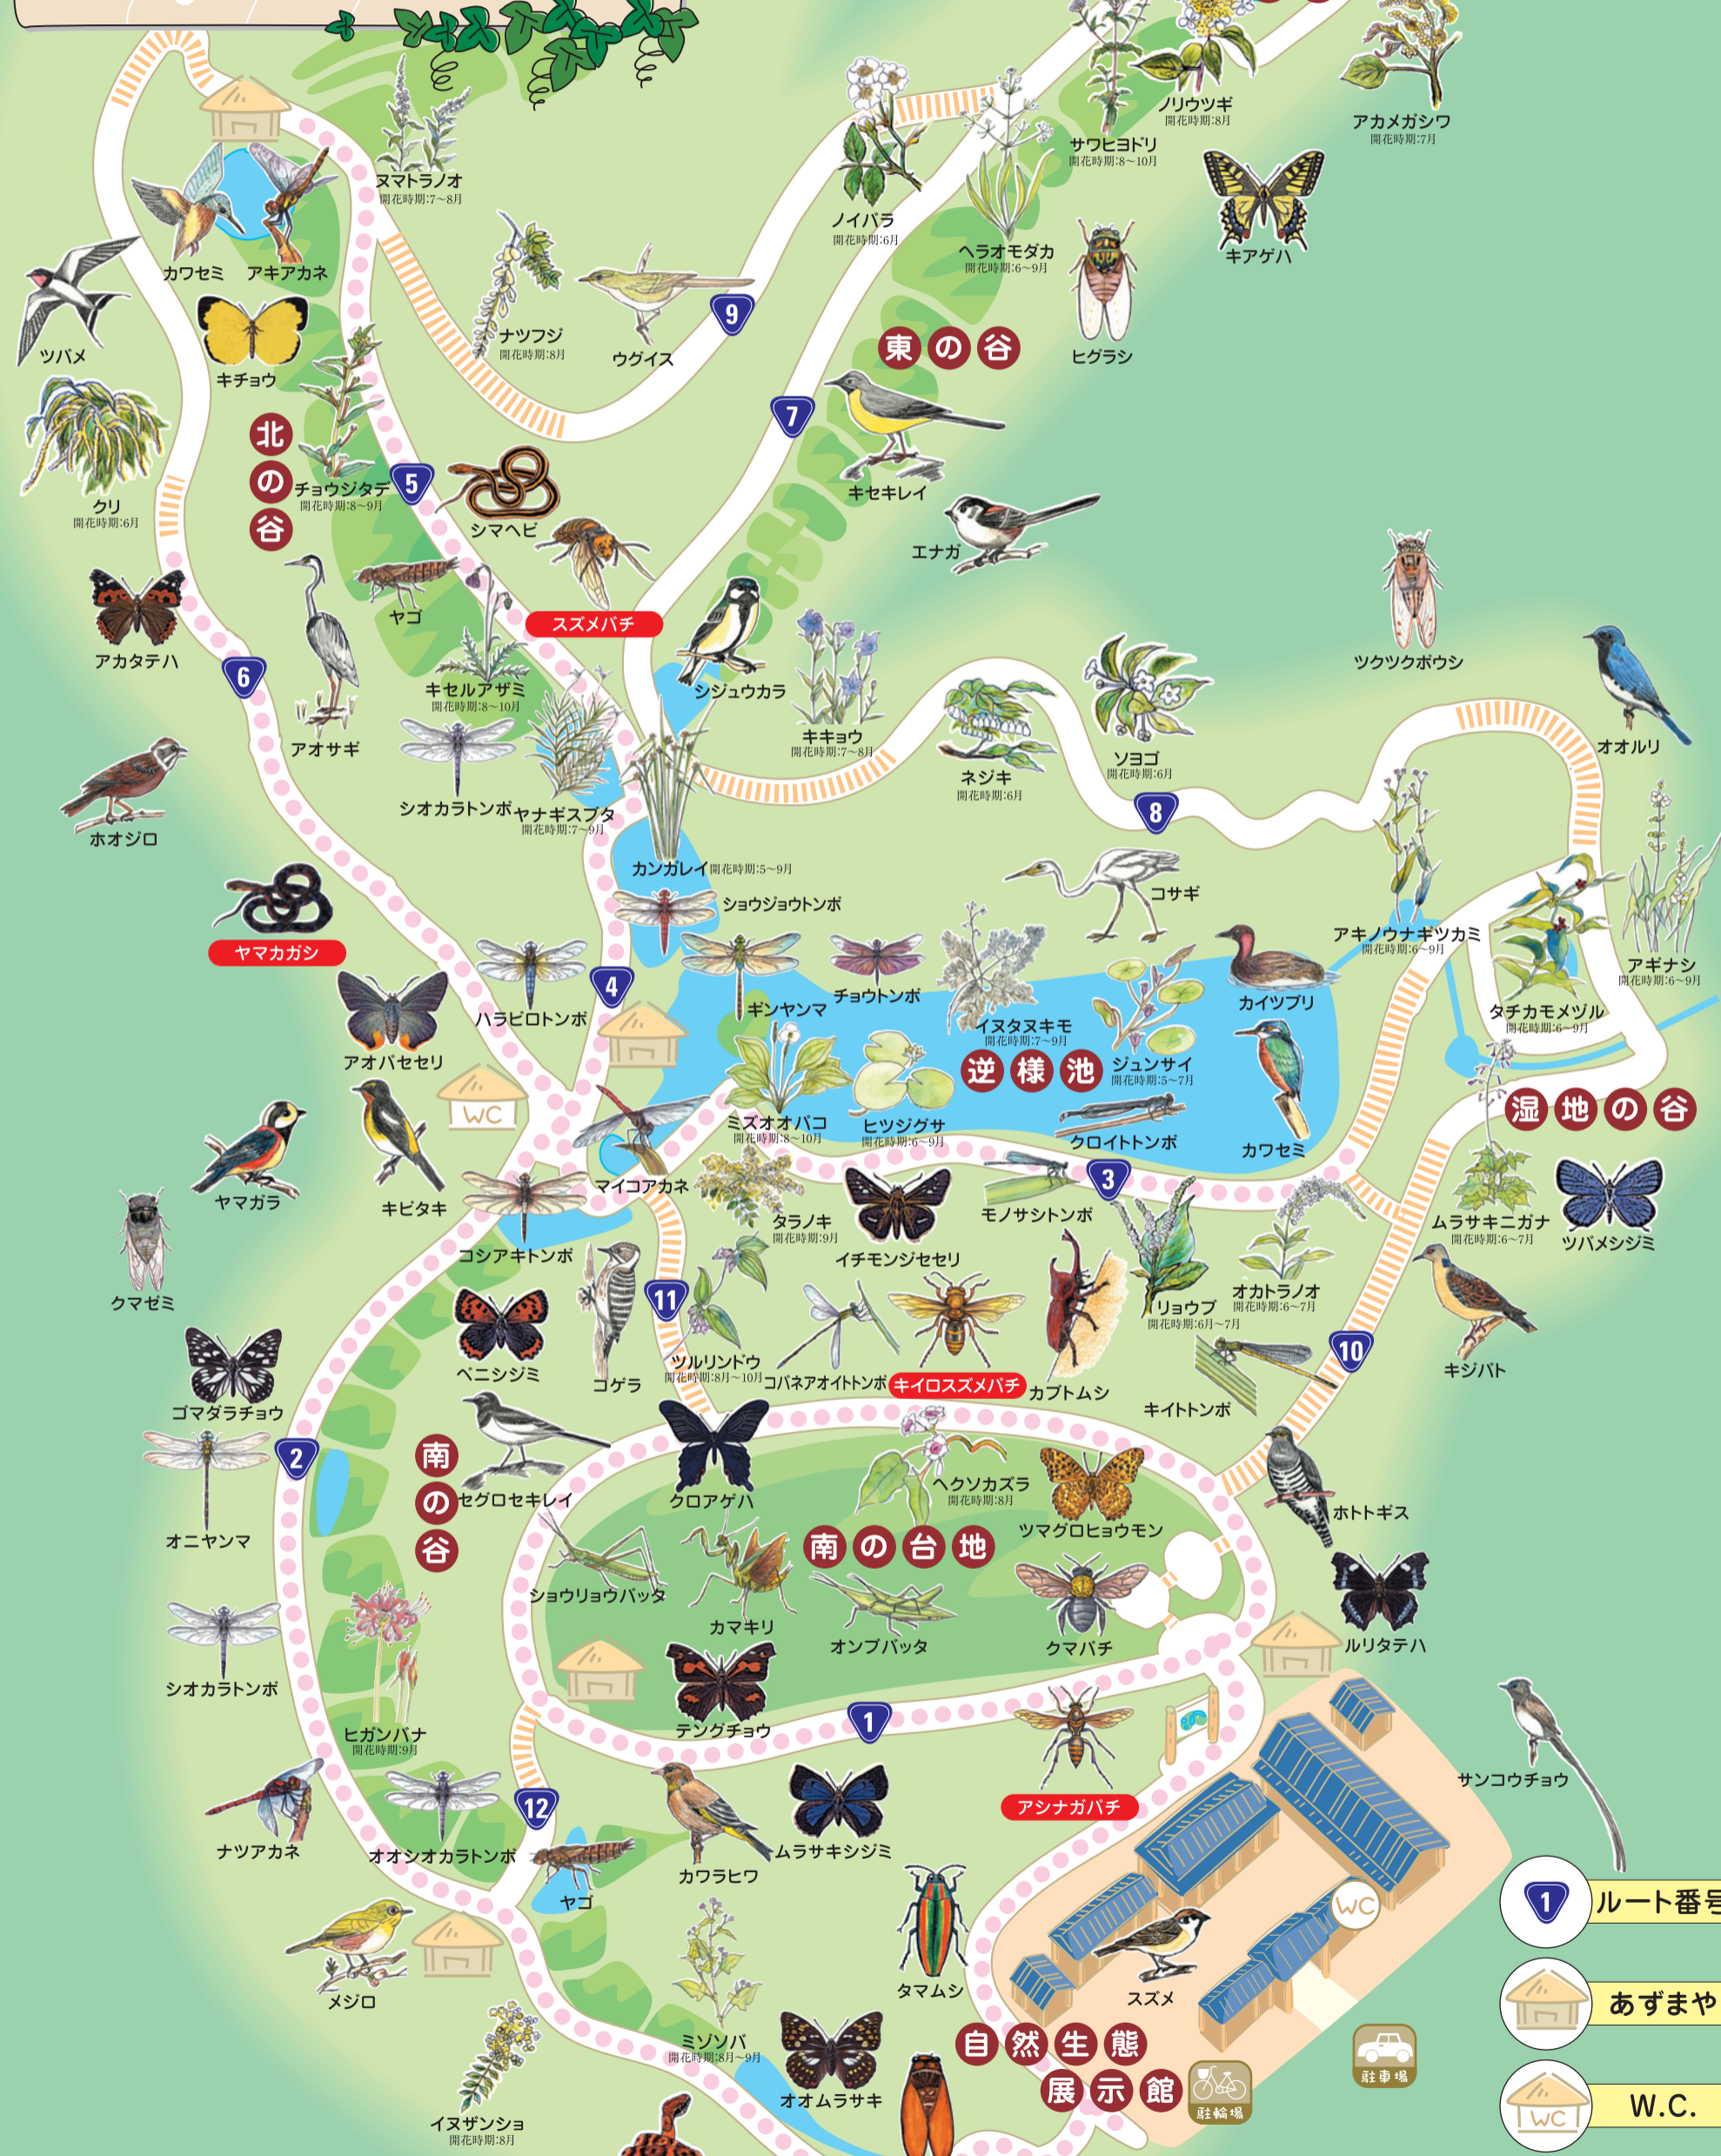 ノリウツギ
開花時期:8月
アカメガシワ
開花時期:7月
サワヒヨドリ
開花時期:8～10月
ヌマトラノオ
開花時期:7～8月
ノイバラ
開花時期:6月
ヘラオモダカ
開花時期:6～9月
キアゲハ
カワセミ
アキアカネ
ツバメ
キチョウ
ナツフジ
開花時期:8月
ウグイス
9
ヒグラシ
東の谷
7
北の谷
クリ
開花時期:6月
チョウジタデ
開花時期:8～9月
5
シマヘビ
キセキレイ
エナガ
スズメバチ
ヤゴ
アカタテハ
6
アオサギ
キセルアザミ
開花時期:8～10月
シジュウカラ
キキョウ
開花時期:7～8月
ツクツクボウシ
オオルリ
ソヨゴ
開花時期:6月
ネジキ
開花時期:6月
8
シオカラトンボ
ヤナギスブタ
開花時期:7～9月
ホオジロ
カンガレイ開花時期:5～9月
ショウジョウトンボ
コサギ
ヤマカガシ
アキノウナギツカミ
開花時期:6～9月
アギナシ
開花時期:6～9月
4
ハラビロトンボ
ギンヤンマ
チョウトンボ
カイツブリ
タチカモメヅル
開花時期:6～9月
イヌタヌキモ
開花時期:7～9月
逆様池
ジュンサイ
開花時期:5～7月
アオバセセリ
WC
ミズオオバコ
開花時期:8～10月
ヒツジグサ
開花時期:6～9月
クロイトトンボ
カワセミ
湿地の谷
ヤマガラ
キビタキ
マイコアカネ
3
タラノキ
開花時期:9月
モノサシトンボ
ムラサキニガナ
開花時期:6～7月
ツバメシジミ
コシアキトンボ
イチモンジセセリ
クマゼミ
11
リョウブ
開花時期:6月～7月
オカトラノオ
開花時期:6～7月
10
キジバト
ベニシジミ
コゲラ
ツルリンドウ
開花時期:8月～10月
コバネアオイトトンボ
キイロスズメバチ
カブトムシ
キイトトンボ
ゴマダラチョウ
2
南の谷
セグロセキレイ
クロアゲハ
ヘクソカズラ
開花時期:8月
ツマグロヒョウモン
ホトトギス
オニヤンマ
南の台地
ショウリョウバッタ
カマキリ
オンブバッタ
クマバチ
ルリタテハ
シオカラトンボ
ヒガンバナ
開花時期:9月
テングチョウ
1
サンコウチョウ
アシナガバチ
12
ナツアカネ
オオシオカラトンボ
カワラヒワ
ムラサキシジミ
ヤゴ
WC
1
ルート番号
メジロ
タマムシ
スズメ
あずまや
自然生態
展示館
ミゾソバ
開花時期:8月～9月
オオムラサキ
駐車場
駐輪場
イヌザンショ
開花時期:8月
WC
W.C.